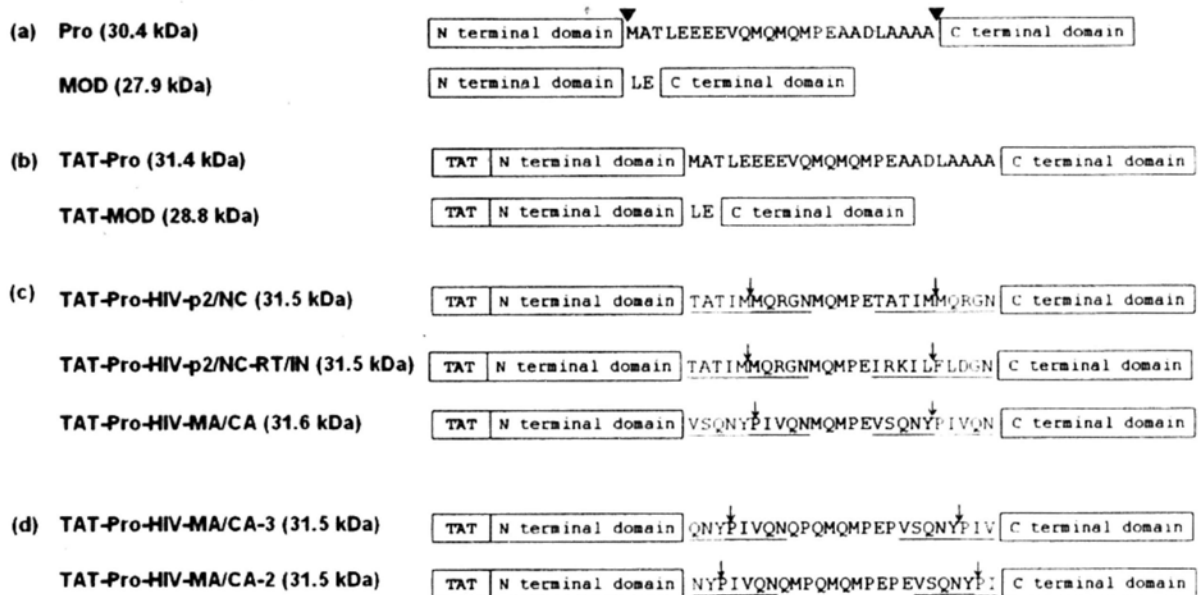 (a) Pro (30.4 kDa) N terminal domain MATLEEEEVQMQMQMPEAADLAAAA C terminal domain
MOD (27.9 kDa) N terminal domain LE C terminal domain
(b) TAT-Pro (31.4 kDa) TAT N terminal domain MATLEEEEVQMQMQMPEAADLAAAA C terminal domain
TAT-MOD (28.8 kDa) TAT N terminal domain LE C terminal domain
(c) TAT-Pro-HIV-p2/NC (31.5 kDa) TAT N terminal domain TATIMMQRGNMQMPETATIMMQRGN C terminal domain
TAT-Pro-HIV-p2/NC-RT/IN (31.5 kDa) TAT N terminal domain TATIMMQRGNMQMPEIRKILFLDGN C terminal domain
TAT-Pro-HIV-MA/CA (31.6 kDa) TAT N terminal domain VSQNYPIVQNMQMPEVSQNYPIVQN C terminal domain
(d) TAT-Pro-HIV-MA/CA-3 (31.5 kDa) TAT N terminal domain QNYPIVQNQPQMQMPEPVSQNYPIV C terminal domain
TAT-Pro-HIV-MA/CA-2 (31.5 kDa) TAT N terminal domain NYPIVQNQMPQMQMPEPEVSQNYPI C terminal domain